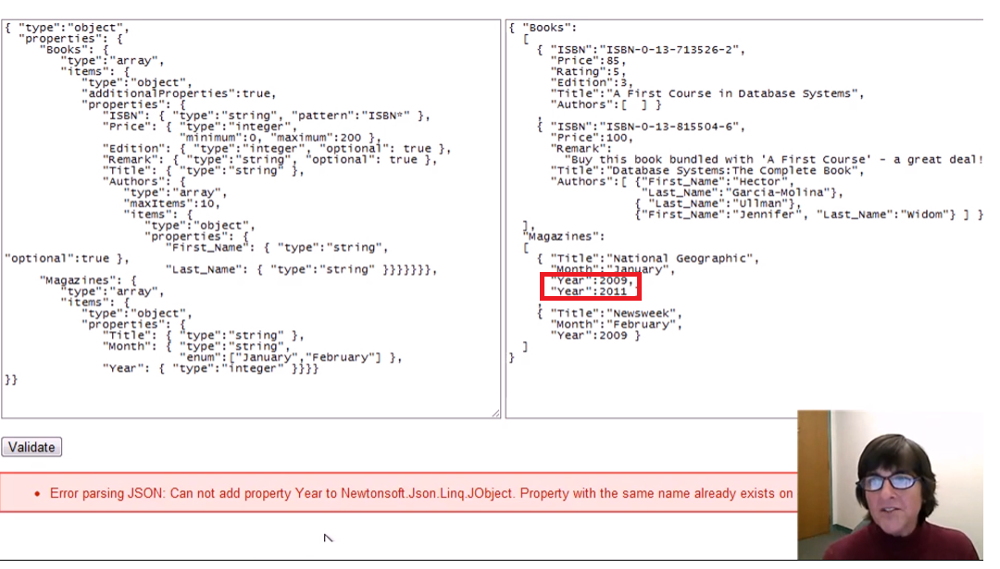 { "type":"object",
"properties": {
"Books": {
"type":"array",
"items": {
"type":"object",
"additionalProperties":true,
"properties": {
"ISBN": { "type":"string", "pattern":"ISBN*" },
"Price": { "type":"integer",
"minimum":0, "maximum":200 },
"Edition": { "type":"integer", "optional": true },
"Remark": { "type":"string", "optional": true },
"Title": { "type":"string" },
"Authors": {
"type":"array",
"maxItems":10,
"items": {
"type":"object",
"properties": {
"First_Name": { "type":"string",
"optional":true },
"Last_Name": { "type":"string" }}}}}}},
"Magazines": {
"type":"array",
"items": {
"type":"object",
"properties": {
"Title": { "type":"string" },
"Month": { "type":"string",
"enum":["January","February"] },
"Year": { "type":"integer" }}}}
}}
{ "Books":
[
{ "ISBN":"ISBN-0-13-713526-2",
"Price":85,
"Rating":5,
"Edition":3,
"Title":"A First Course in Database Systems",
"Authors":[ ] }
,
{ "ISBN":"ISBN-0-13-815504-6",
"Price":100,
"Remark":
"Buy this book bundled with 'A First Course' - a great deal!
"Title":"Database Systems:The Complete Book",
"Authors":[ {"First_Name":"Hector",
"Last_Name":"Garcia-Molina"},
{ "Last_Name":"Ullman"},
{"First_Name":"Jennifer", "Last_Name":"Widom"} ] }
],
"Magazines":
[
{ "Title":"National Geographic",
"Month":"January",
"Year":2009,
"Year":2011
,
{ "Title":"Newsweek",
"Month":"February",
"Year":2009 }
]
}
Validate
• Error parsing JSON: Can not add property Year to Newtonsoft.Json.Linq.JObject. Property with the same name already exists on